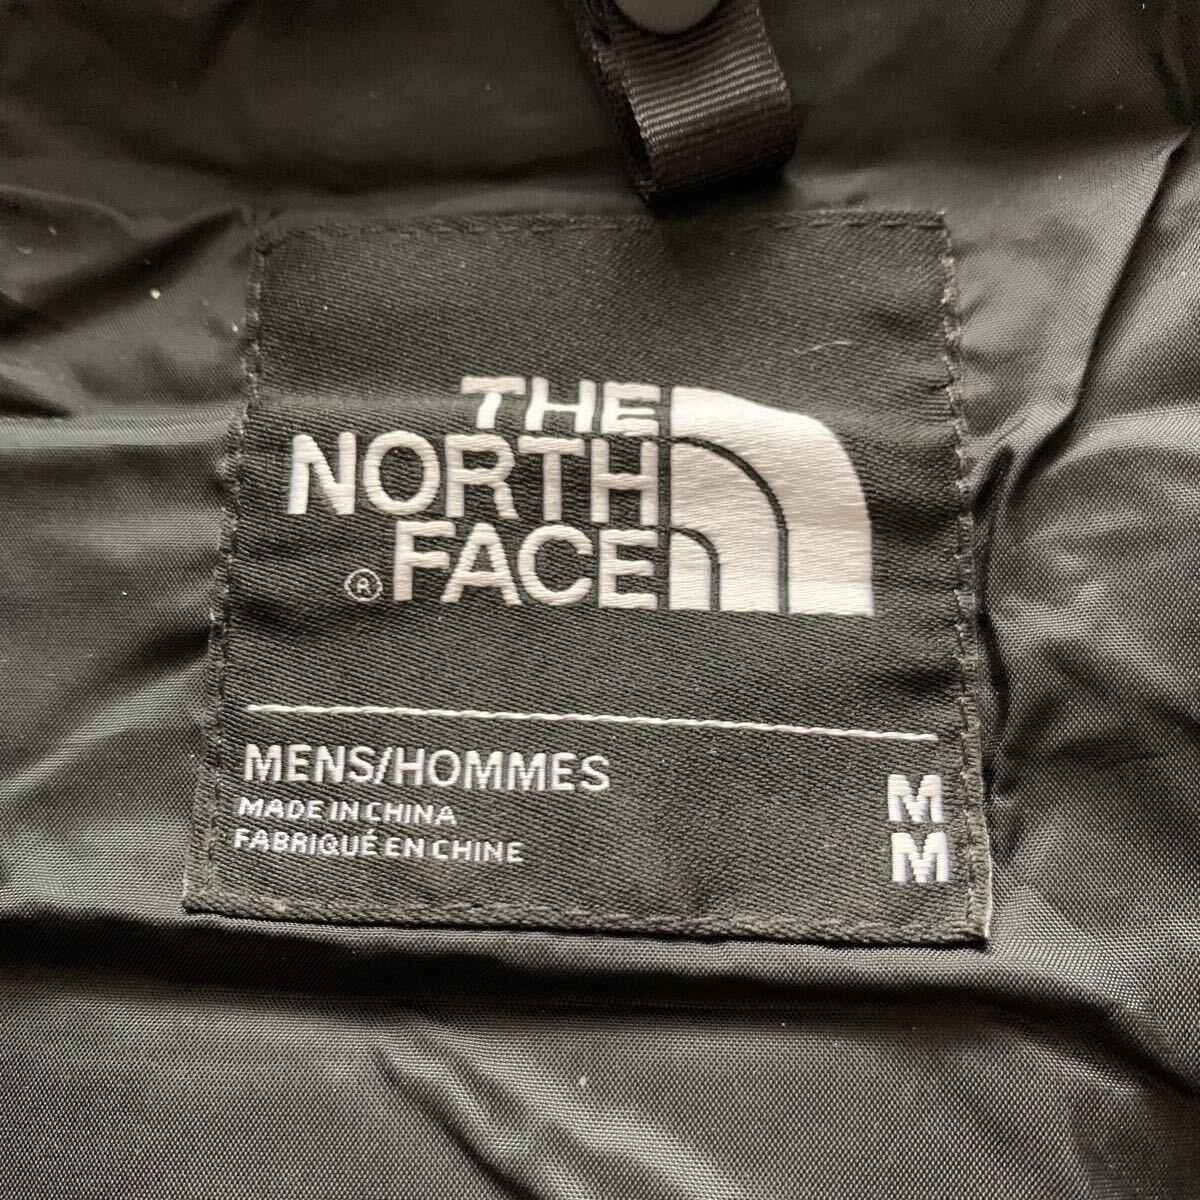 THE
NORTH
® FACE
MENS/HOMMES
MADE IN CHINA M
FABRIQUÉ EN CHINE M